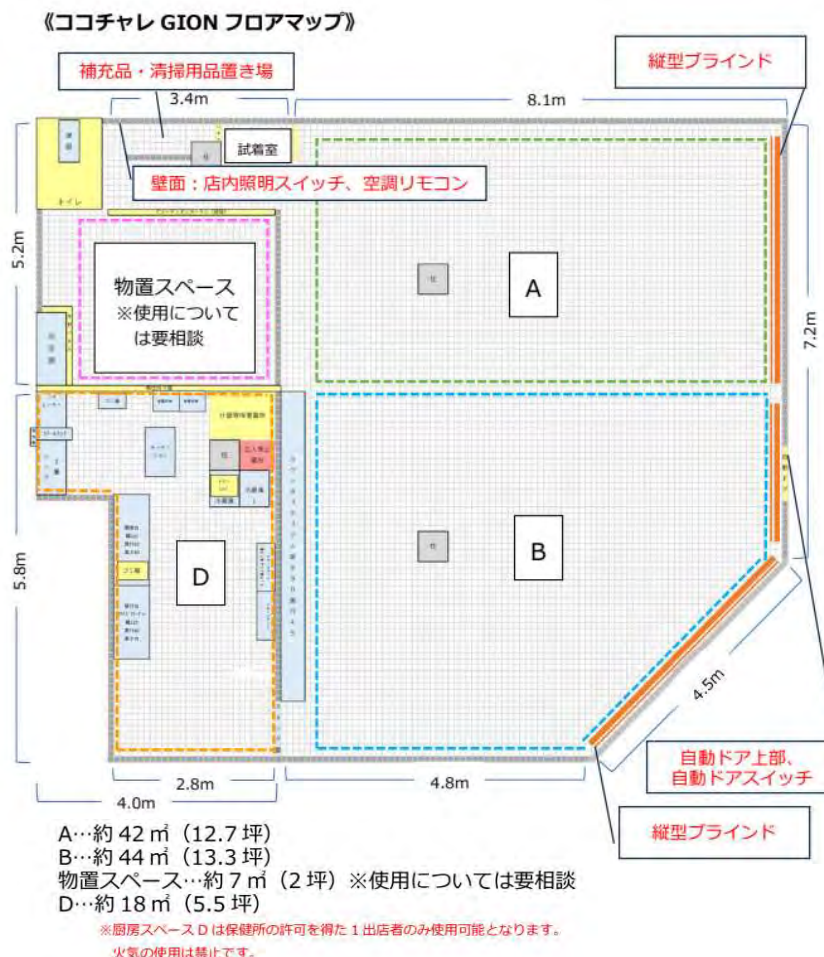 《ココチャレ GION フロアマップ》
補充品・清掃用品置き場
縦型ブラインド
3.4m
8.1m
試着室
トイレ
柱
壁面：店内照明スイッチ、空調リモコン
5.2m
物置スペース
※使用について
は要相談
A
柱
7.2m
ゴミ箱
柱
B
柱
D
5.8m
4.5m
2.8m
4.0m
4.8m
自動ドア上部、
自動ドアスイッチ
縦型ブラインド
A…約 42 ㎡（12.7 坪）
B…約 44 ㎡（13.3 坪）
物置スペース…約 7 ㎡（2 坪）※使用については要相談
D…約 18 ㎡（5.5 坪）
※厨房スペース D は保健所の許可を得た 1 出店者のみ使用可能となります。
火気の使用は禁止です。